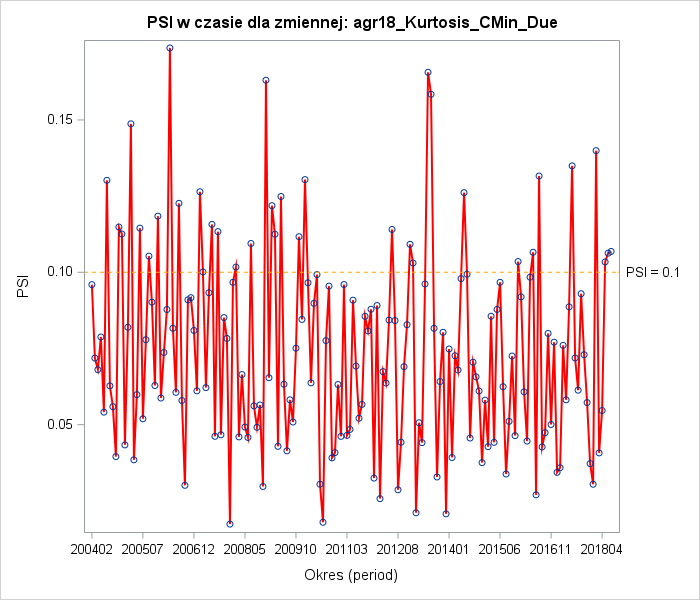 PSI w czasie dla zmiennej: agr18_Kurtosis_CMin_Due
0.15
0.10
0.05
PSI
PSI = 0.1
200402 200507 200612 200805 200910 201103 201208 201401 201506 201611 201804
Okres (period)